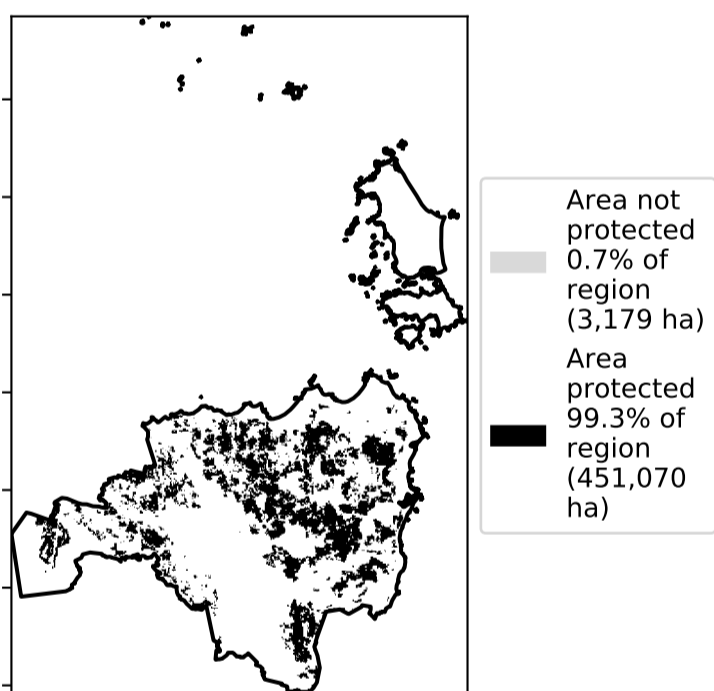 Area not
protected
0.7% of
region
(3,179 ha)
Area
protected
99.3% of
region
(451,070
ha)